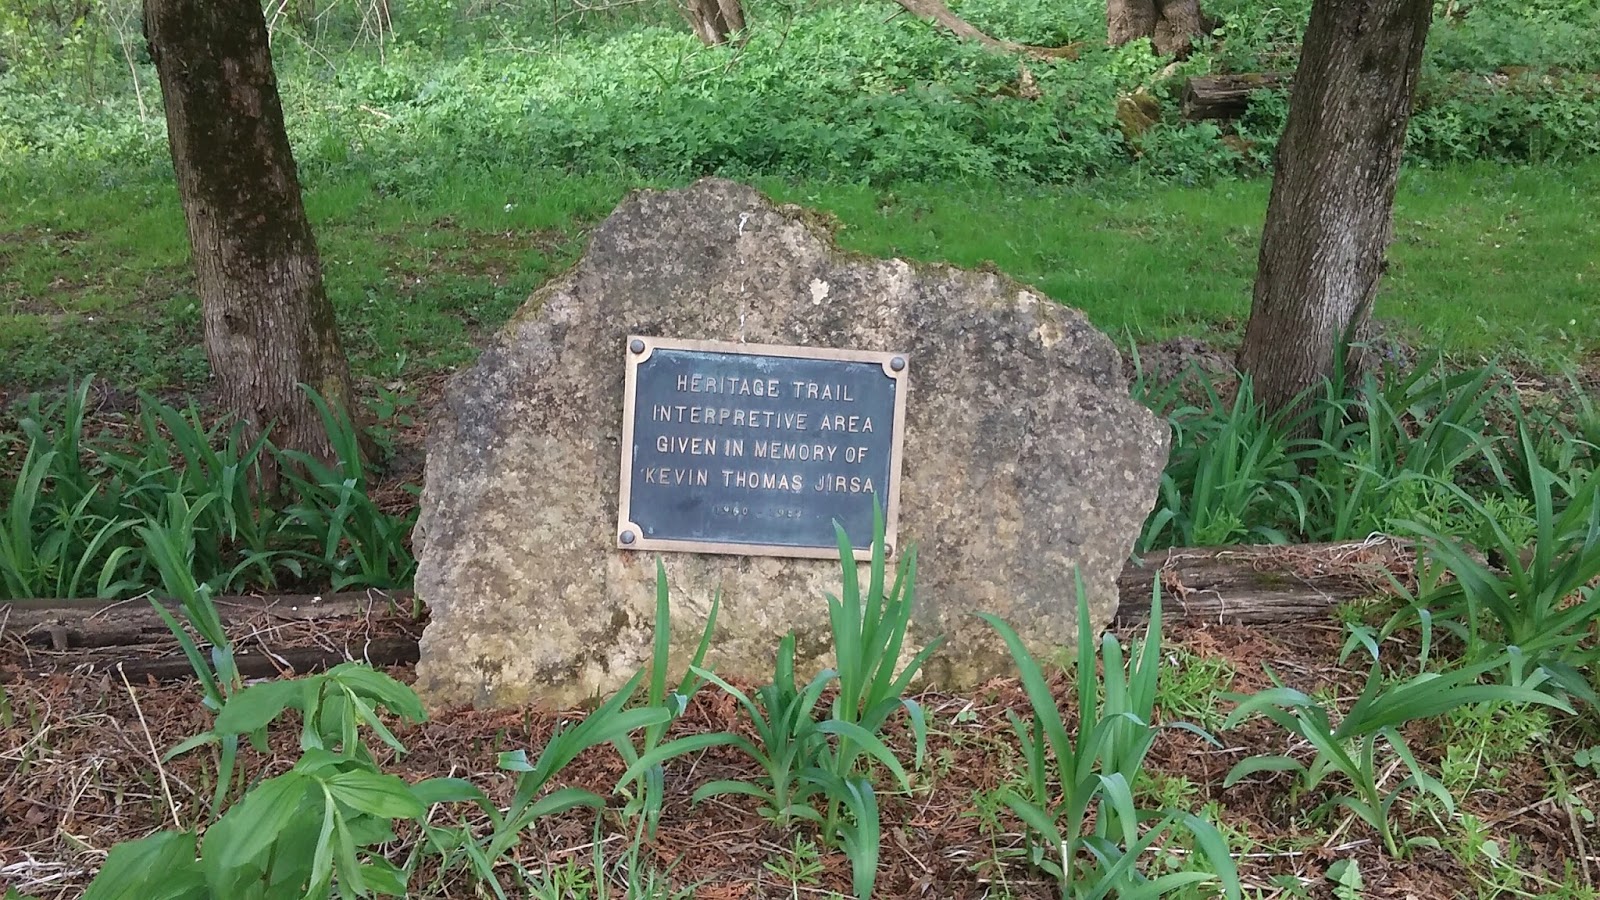 HERITAGE TRAIL
INTERPRETIVE AREA
GIVEN IN MEMORY OF
KEVIN THOMAS JIRSA